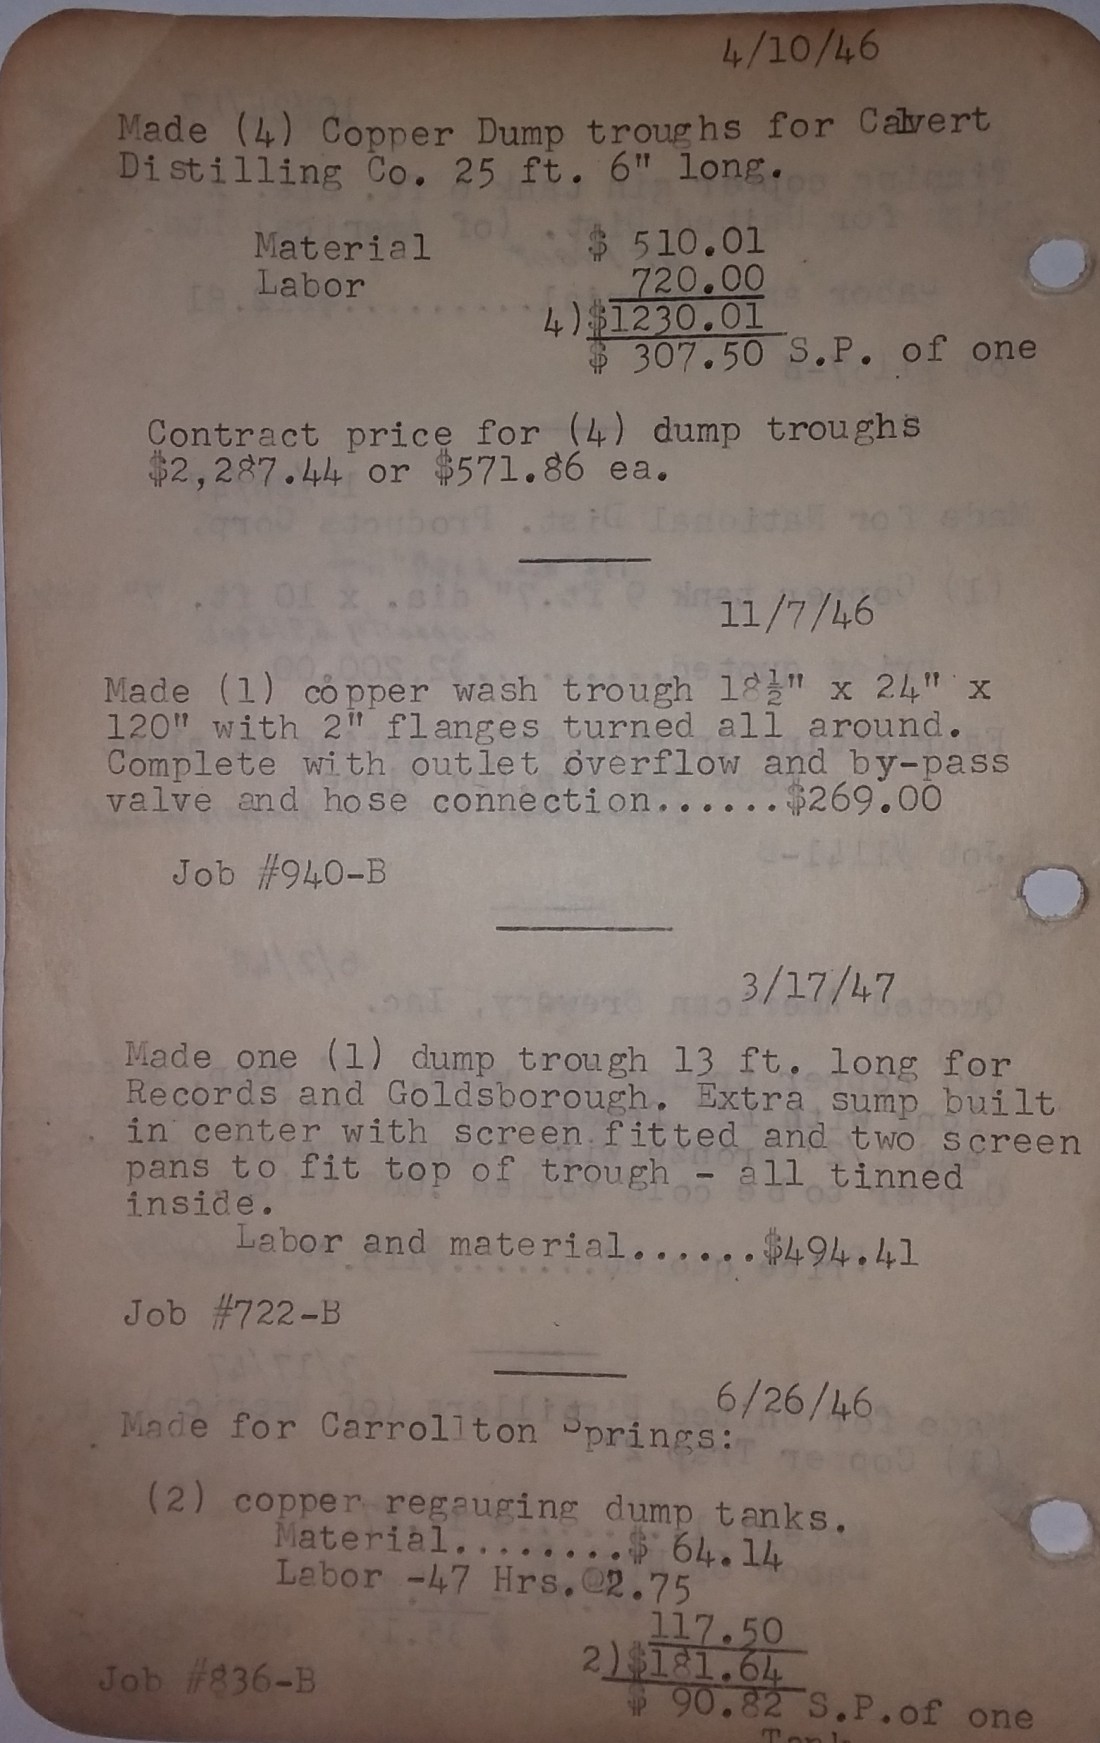 4/10/46
Made (4) Copper Dump troughs for Calvert
Distilling Co. 25 ft. 6" long.
Material $ 510.01
Labor 720.00
4)$1230.01
$ 307.50 S.P. of one
Contract price for (4) dump troughs
$2,287.44 or $571.86 ea.
11/7/46
Made (1) copper wash trough 18½" x 24" x
120" with 2" flanges turned all around.
Complete with outlet overflow and by-pass
valve and hose connection......$269.00
Job #940-B
3/17/47
Made one (1) dump trough 13 ft. long for
Records and Goldsborough. Extra sump built
in center with screen fitted and two screen
pans to fit top of trough - all tinned
inside.
Labor and material......$494.41
Job #722-B
6/26/46
Made for Carrollton Springs:
(2) copper regauging dump tanks.
Material........$ 64.14
Labor -47 Hrs.@2.75
117.50
2)$181.64
Job #836-B $ 90.82 S.P.of one
Tank